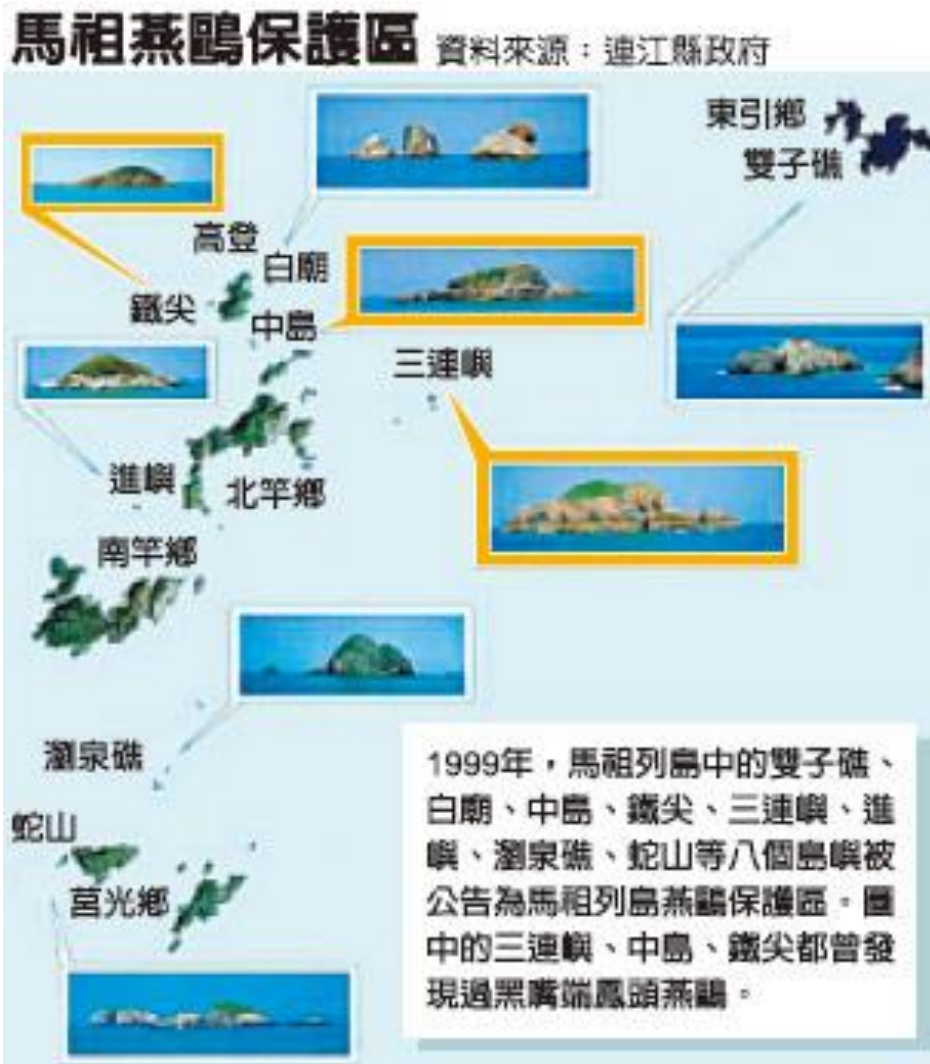 馬祖燕鷗保護區 資料來源：連江縣政府
東引鄉
雙子礁
高登
白廟
鐵尖
中島
三連嶼
進嶼
北竿鄉
南竿鄉
瀏泉礁
蛇山
莒光鄉
1999年，馬祖列島中的雙子礁、
白廟、中島、鐵尖、三連嶼、進
嶼、瀏泉礁、蛇山等八個島嶼被
公告為馬祖列島燕鷗保護區。圖
中的三連嶼、中島、鐵尖都曾發
現過黑嘴端鳳頭燕鷗。